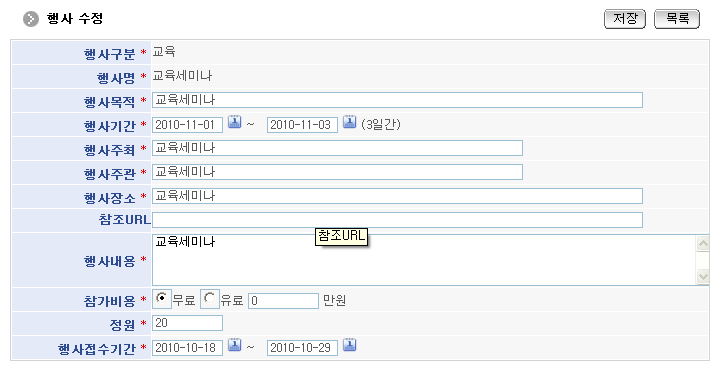 행사 수정 저장 목록
행사구분 * 교육
행사명 * 교육세미나
행사목적 * 교육세미나
행사기간 * 2010-11-01 ~ 2010-11-03 (3일간)
행사주최 * 교육세미나
행사주관 * 교육세미나
행사장소 * 교육세미나
참조URL
참조URL
행사내용 * 교육세미나
참가비용 * 무료 유료 0 만원
정원 * 20
행사접수기간 * 2010-10-18 ~ 2010-10-29